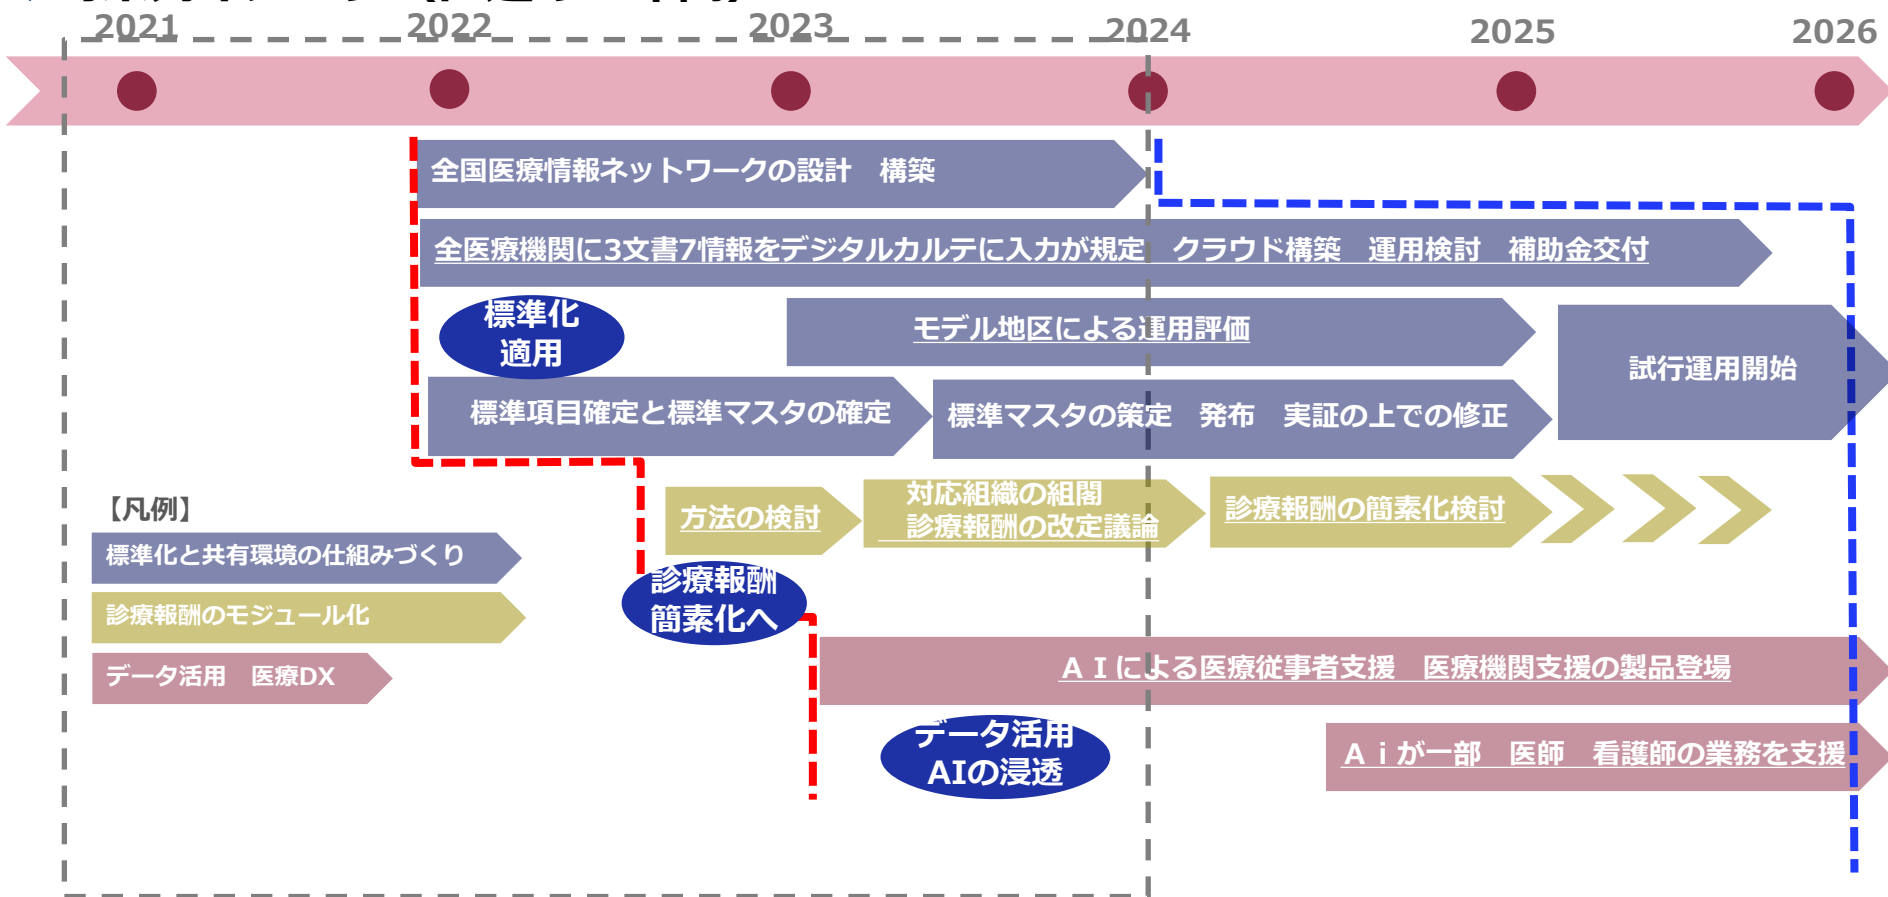 2021
2022
2023
2024
2025
2026
全国医療情報ネットワークの設計　構築
全医療機関に3文書7情報をデジタルカルテに入力が規定　クラウド構築　運用検討　補助金交付
標準化
適用
モデル地区による運用評価
試行運用開始
標準項目確定と標準マスタの確定
標準マスタの策定　発布　実証の上での修正
方法の検討
対応組織の組閣
診療報酬の改定議論
診療報酬の簡素化検討
【凡例】
標準化と共有環境の仕組みづくり
診療報酬のモジュール化
データ活用　医療DX
診療報酬
簡素化へ
ＡＩによる医療従事者支援　医療機関支援の製品登場
データ活用
AIの浸透
Ａｉが一部　医師　看護師の業務を支援